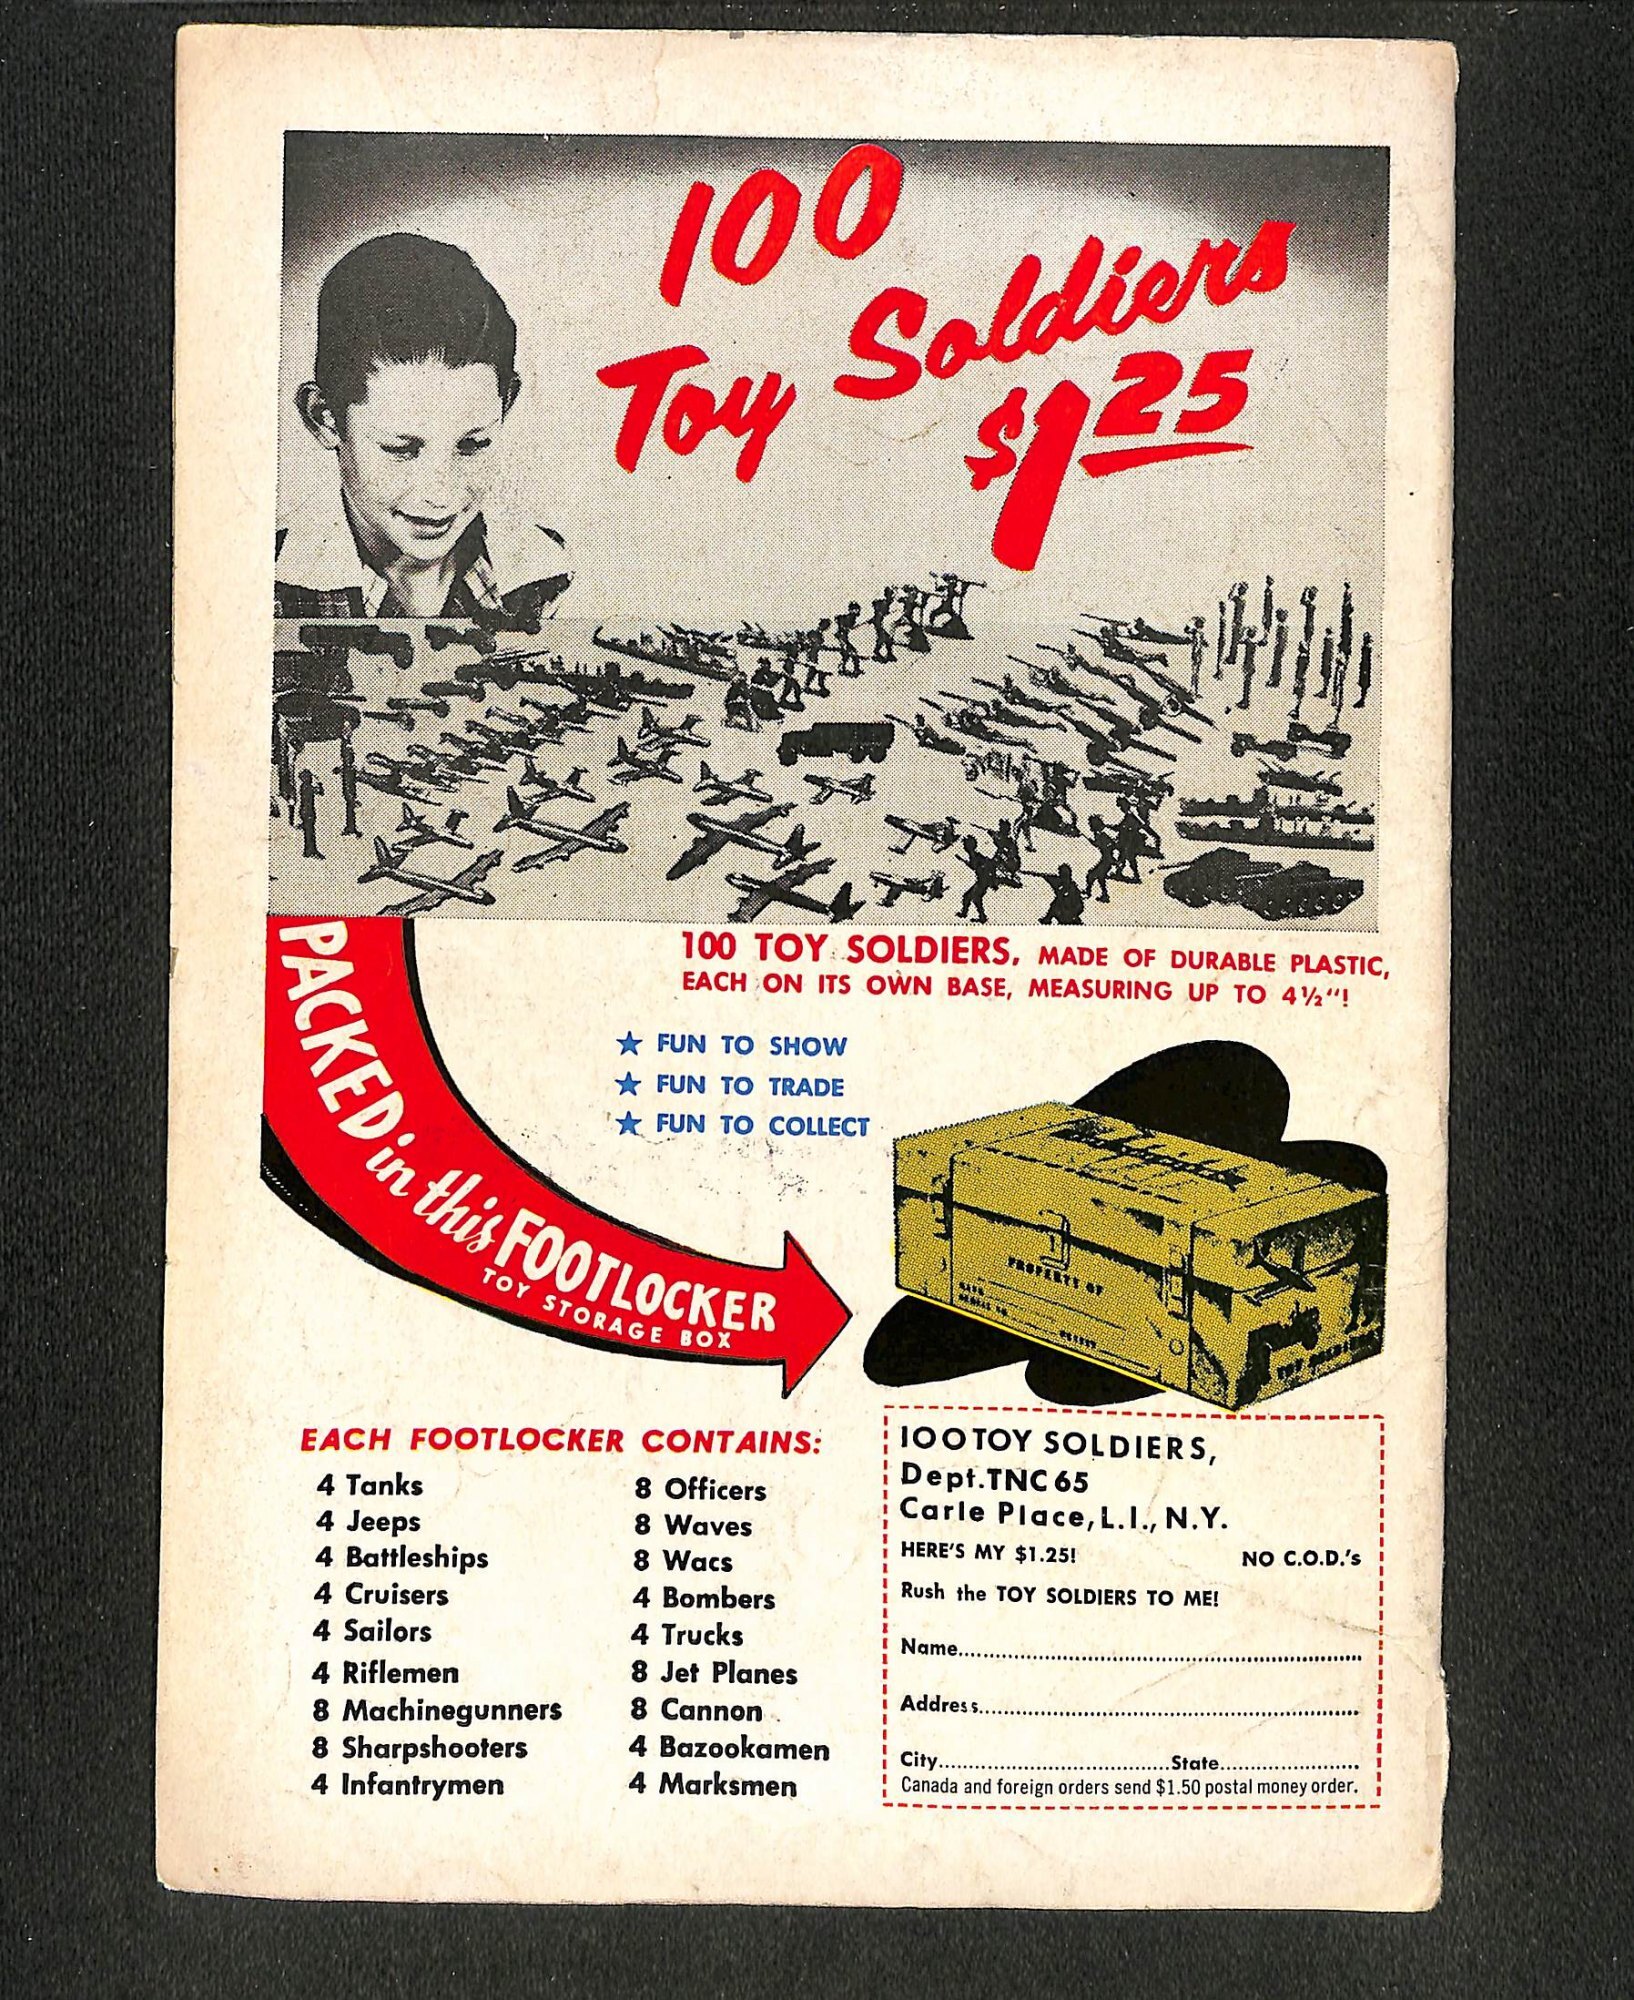 100
Toy Soldiers
$1 25
100 TOY SOLDIERS, MADE OF DURABLE PLASTIC,
EACH ON ITS OWN BASE, MEASURING UP TO 4½"!
★ FUN TO SHOW
★ FUN TO TRADE
★ FUN TO COLLECT
PACKED in this FOOTLOCKER
TOY STORAGE BOX
PROPERTY OF
EACH FOOTLOCKER CONTAINS:
4 Tanks
4 Jeeps
4 Battleships
4 Cruisers
4 Sailors
4 Riflemen
8 Machinegunners
8 Sharpshooters
4 Infantrymen
8 Officers
8 Waves
8 Wacs
4 Bombers
4 Trucks
8 Jet Planes
8 Cannon
4 Bazookamen
4 Marksmen
100 TOY SOLDIERS,
Dept. TNC 65
Carle Place, L.I., N.Y.
HERE'S MY $1.25! NO C.O.D.'s
Rush the TOY SOLDIERS TO ME!
Name
Address
City State
Canada and foreign orders send $1.50 postal money order.